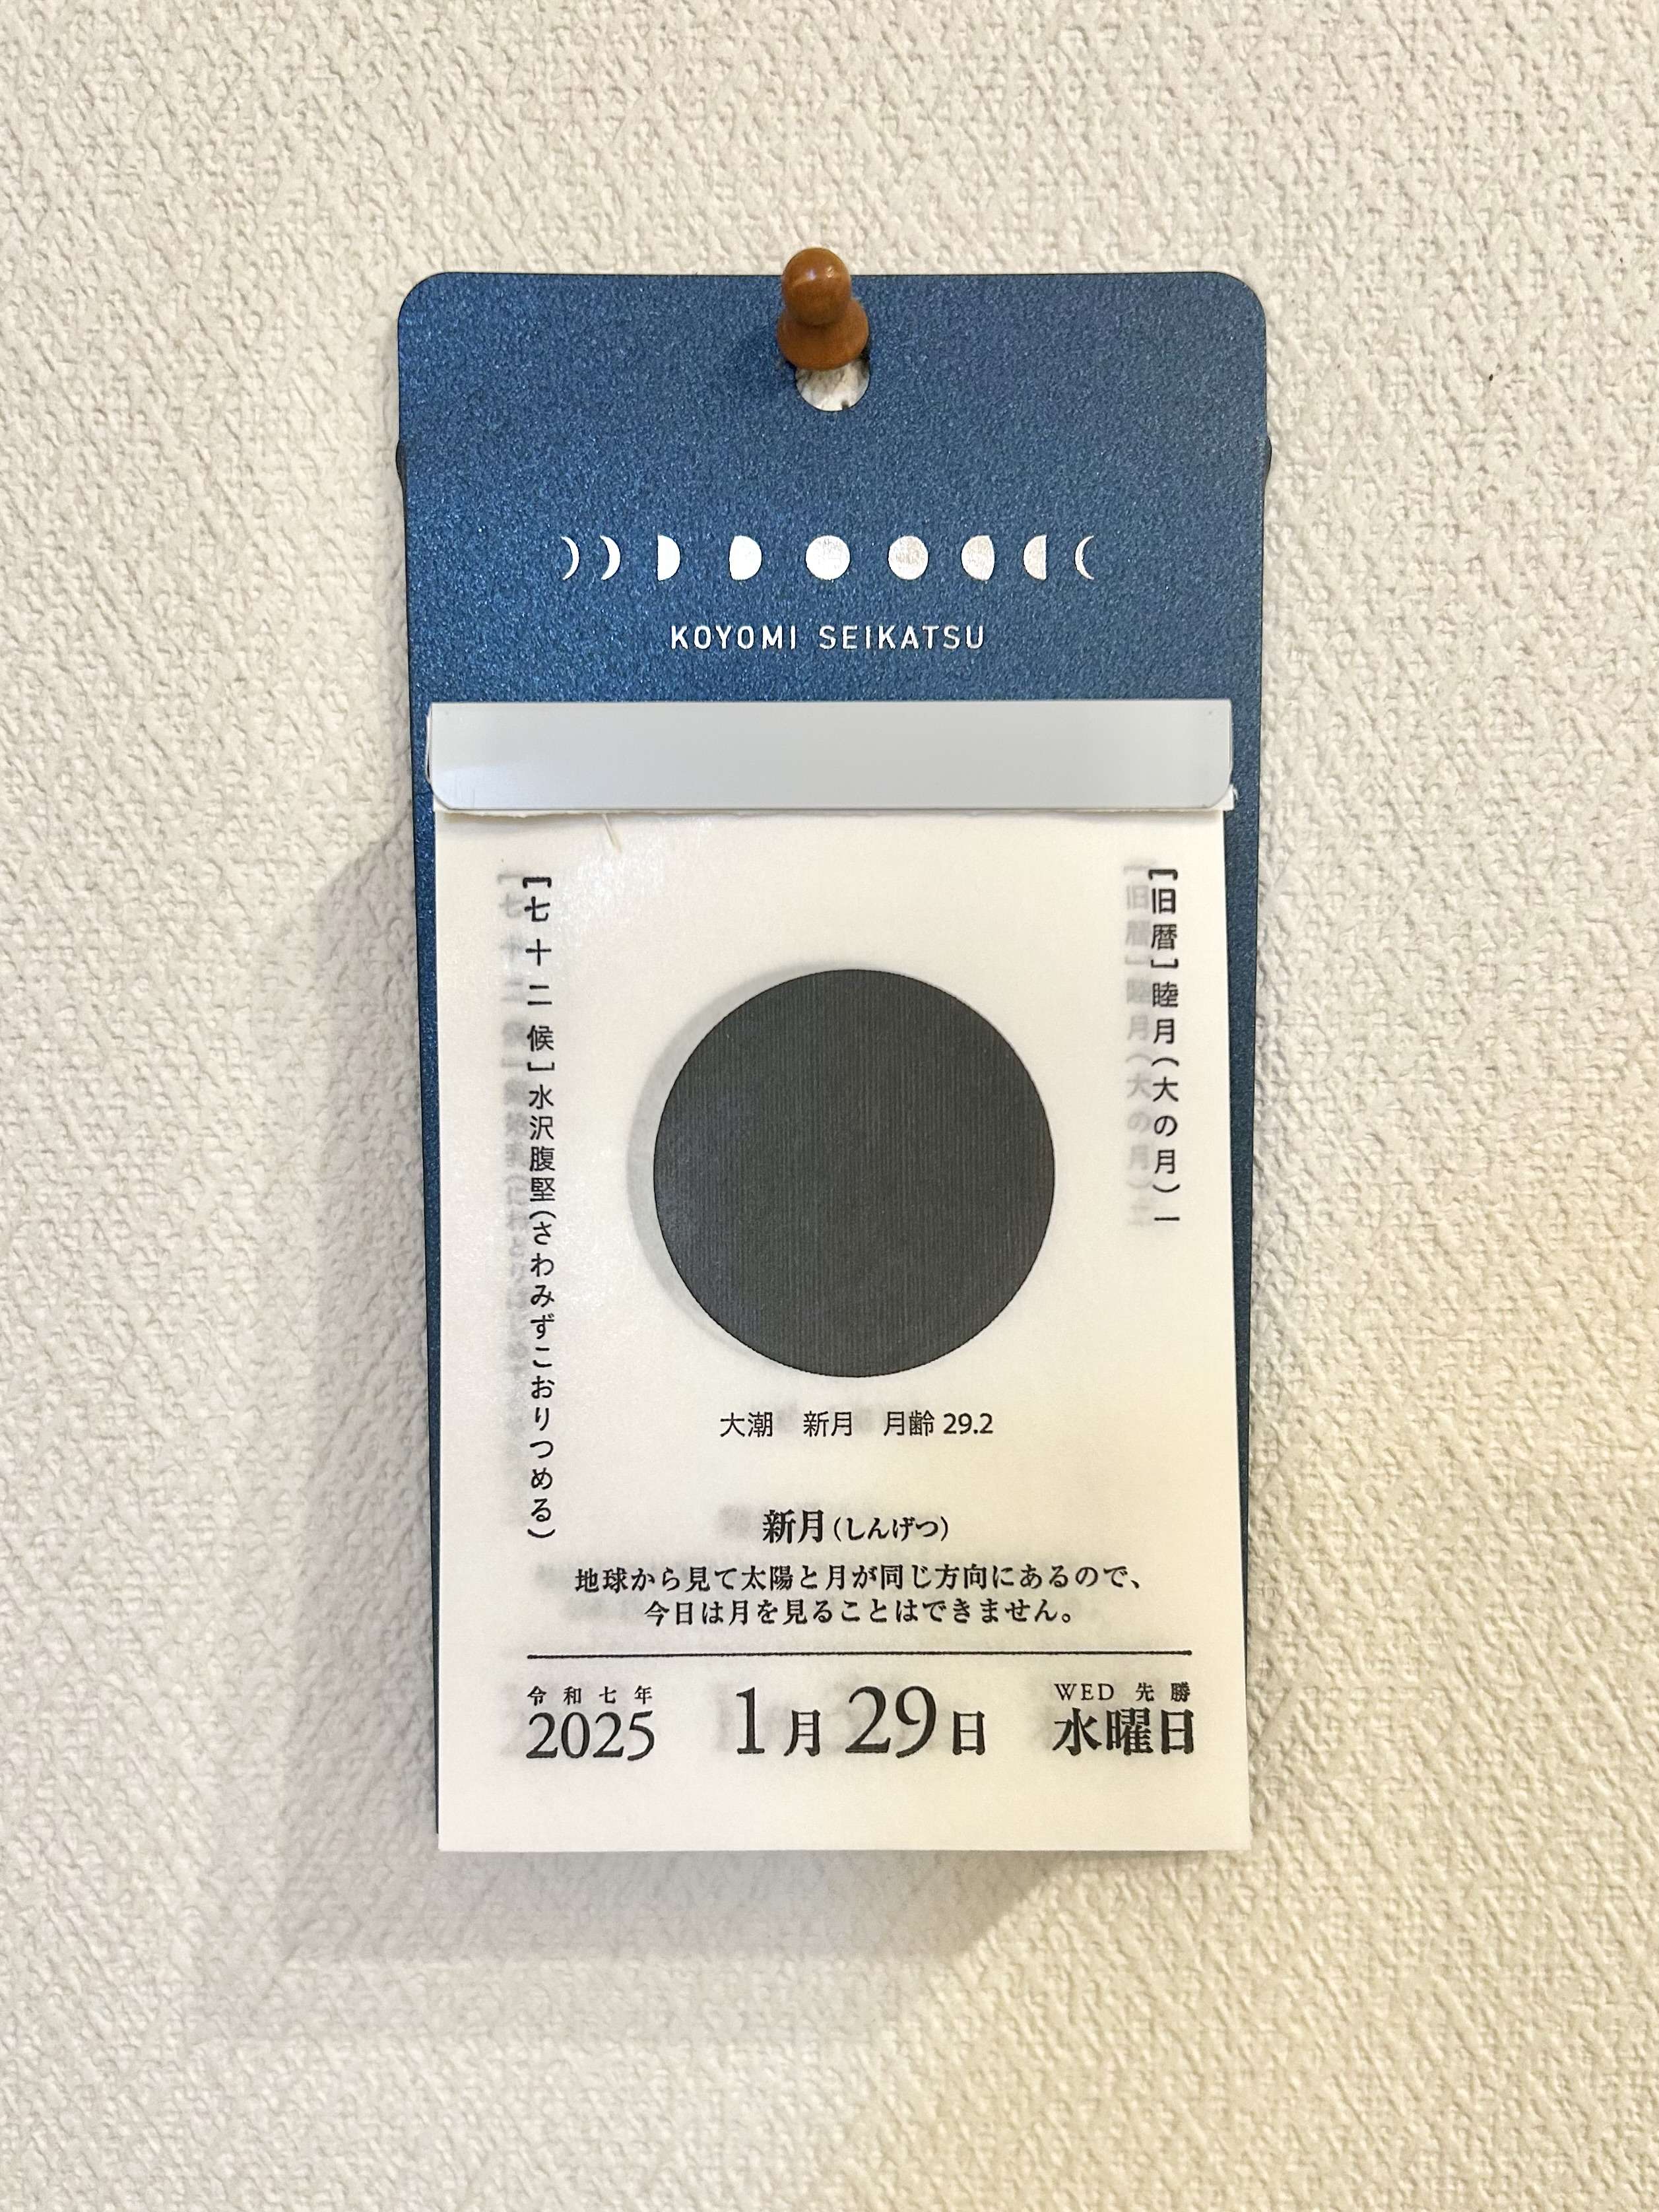 KOYOMI SEIKATSU
[旧暦]睦月(大の月)一
[七十二候]水沢腹堅(さわみずこおりつめる)
大潮 新月 月齢 29.2
新月(しんげつ)
地球から見て太陽と月が同じ方向にあるので、
今日は月を見ることはできません。
令和七年
2025
1月29日
WED 先勝
水曜日